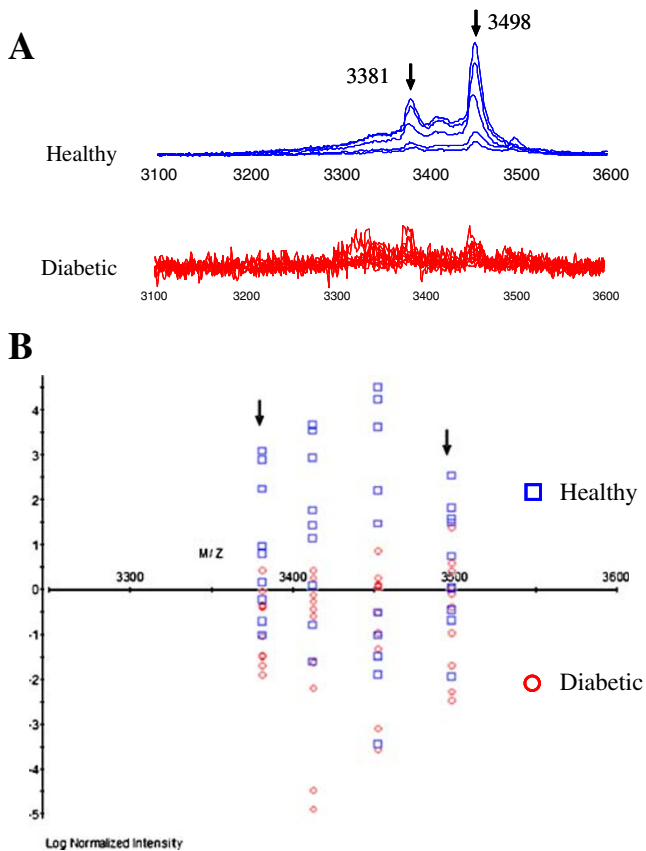 A
3498
3381
Healthy
3100 3200 3300 3400 3500 3600
Diabetic
3100 3200 3300 3400 3500 3600
B
4
3
2
1
M/Z
3300 3400 3500 3600
0
-1
-2
-3
-4
-5
Healthy
Diabetic
Log Normalized Intensity